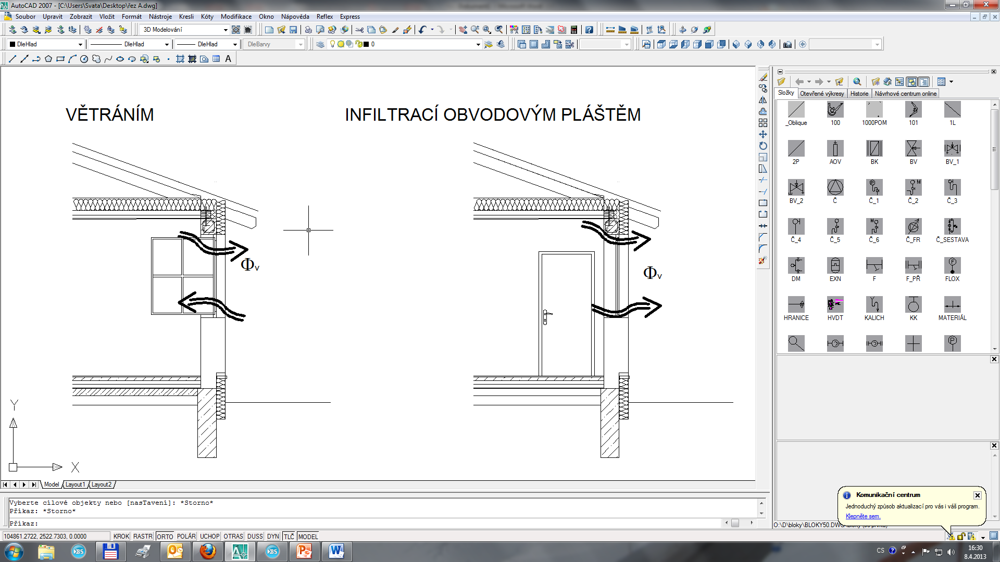 AutoCAD 2007 - [C:\Users\Svata\Desktop\řez A.dwg]
Soubor Upravit Zobrazit Vložit Formát Nástroje Kresli Kóty Modifikace Okno Nápověda Reflex Express
3D Modelování
DleHlad DleHlad DleHlad DleBarvy 0
A
Složky Otevřené výkresy Historie Návrhové centrum online
VĚTRÁNÍM INFILTRACÍ OBVODOVÝM PLÁŠTĚM
_Oblique 100 1000POM 101 1L
2P AOV BK BV BV_1
BV_2 Č Č_1 Č_2 Č_3
Č_4 Č_5 Č_6 Č_FR Č_SESTAVA
DM EXN F F_PŘ FLOX
HRANICE HVDT KALICH KK MATERIÁL
Φv Φv
Y
X
Model Layout1 Layout2
Vyberte cílové objekty nebo [nasTavení]: *Storno*
Příkaz: *Storno*
Příkaz:
Komunikační centrum
Jednoduchý způsob aktualizací pro vás i váš program.
Klepněte sem.
O:\D\bloky\BLOKY50.DWG
104861.2722, 2522.7303, 0.0000 KROK RASTR ORTO POLÁR UCHOP OTRAS DUSS DYN TLČ MODEL
CS 16:30
8.4.2013